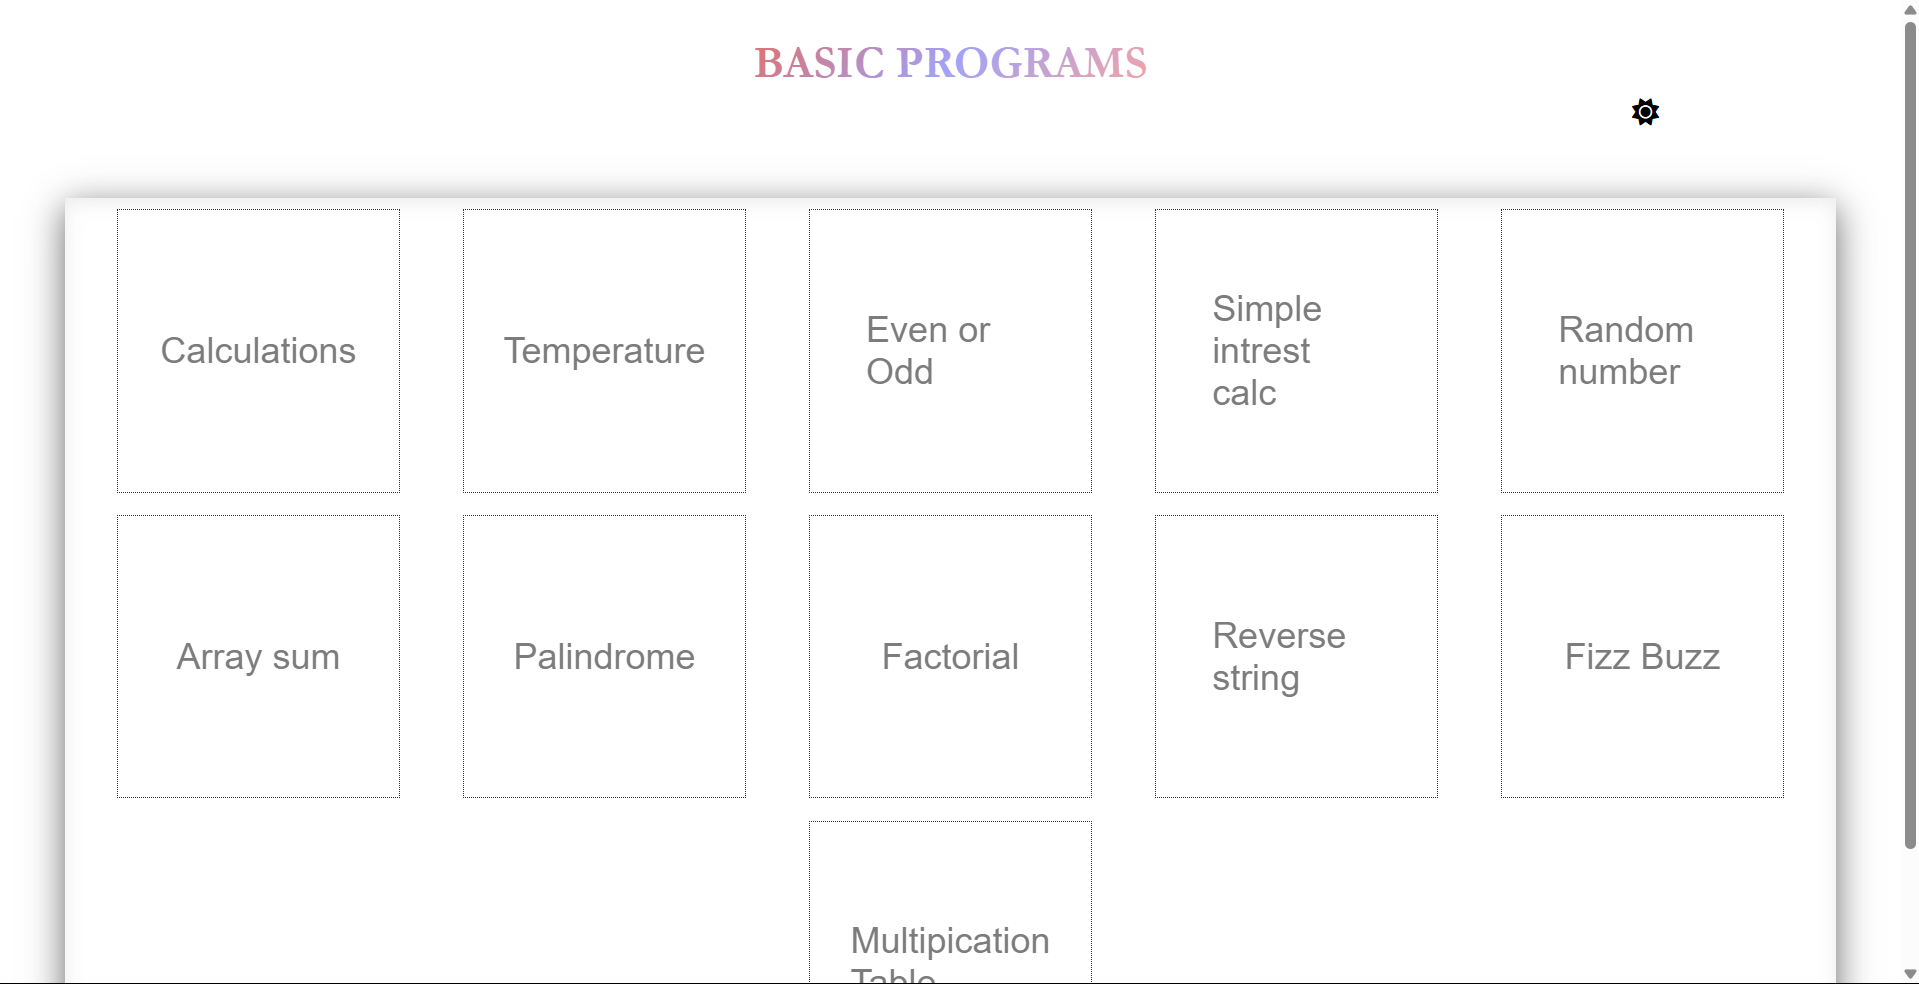 BASIC PROGRAMS
Calculations
Temperature
Even or
Odd
Simple
intrest
calc
Random
number
Array sum
Palindrome
Factorial
Reverse
string
Fizz Buzz
Multipication
Table